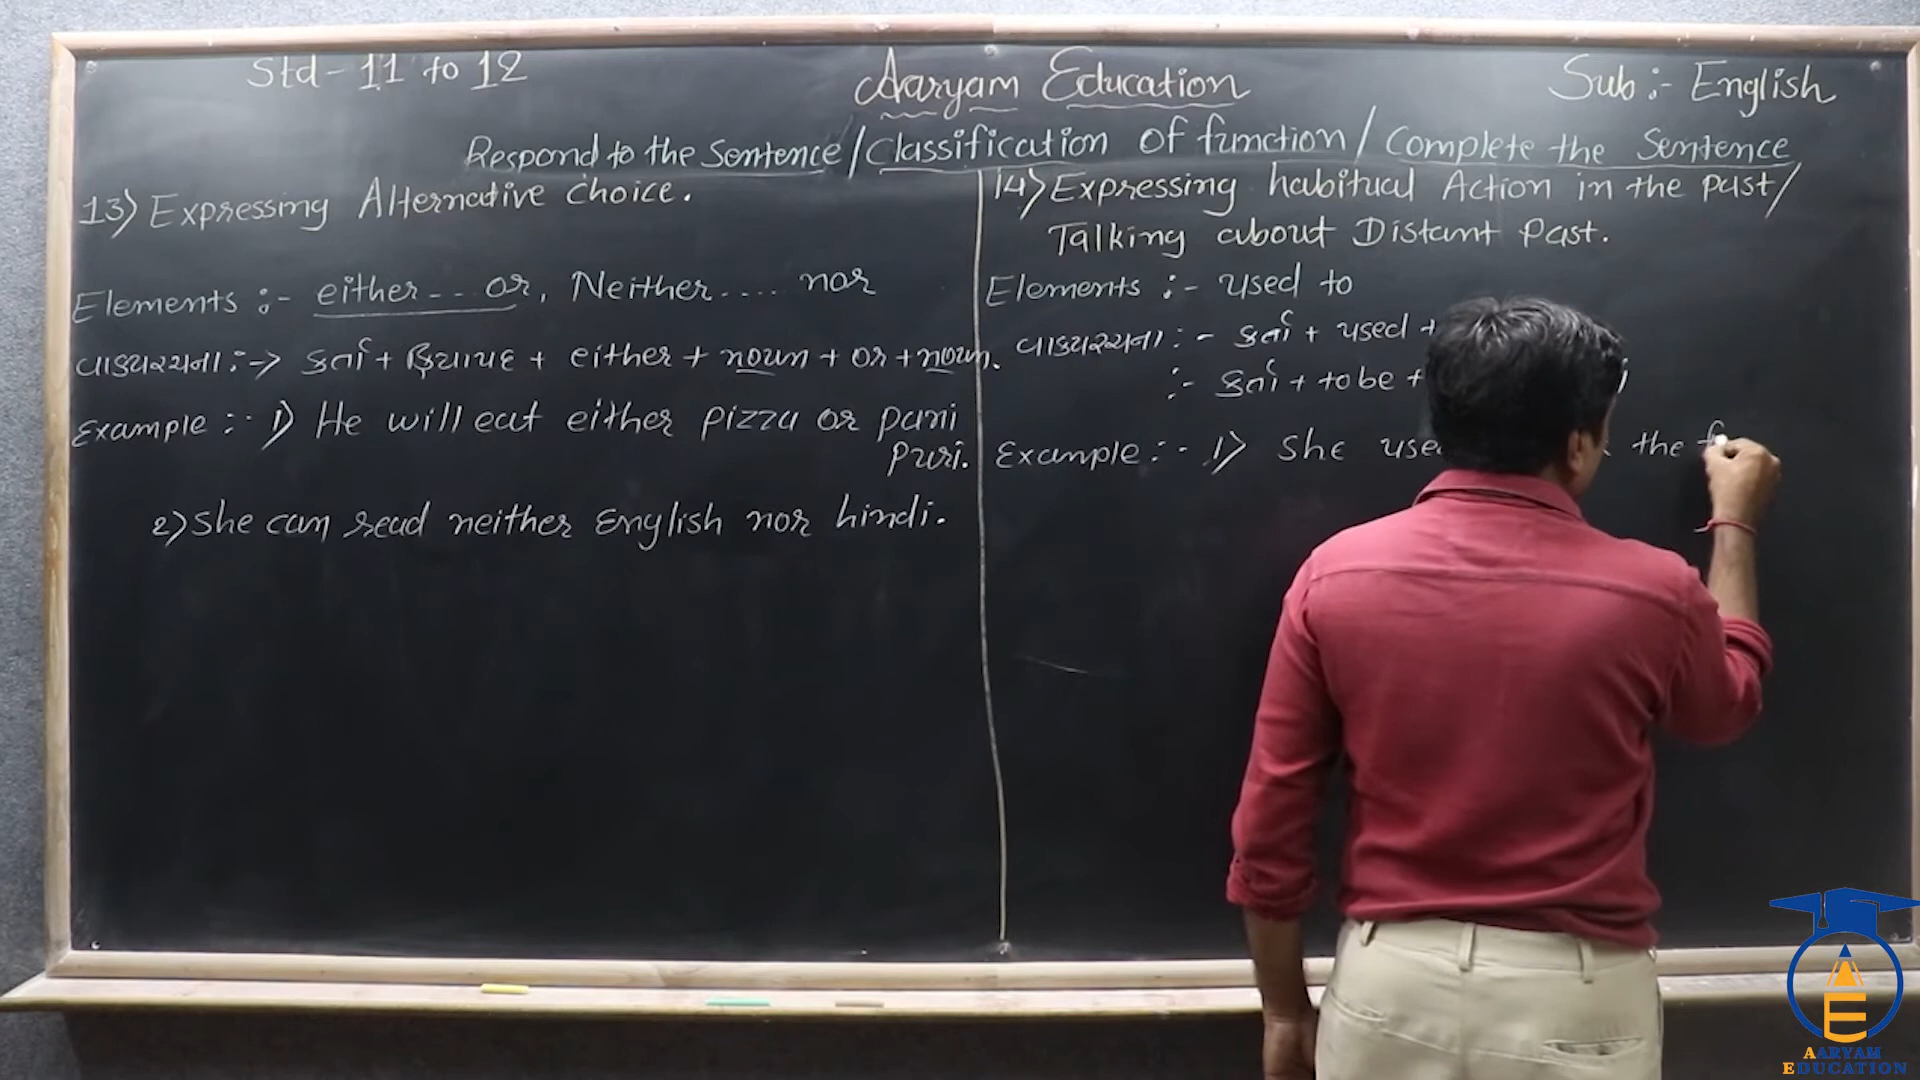 Std - 11 to 12
Aaryam Education
Sub :- English
Respond to the sentence / Classification of function / Complete the Sentence
13) Expressing Alternative choice.
Elements :- either... or, Neither .... nor
વાક્યરચના :-> કર્તા + ક્રિયાપદ + either + noun + or + noun.
Example :- 1) He will eat either pizza or pani
puri.
2) She can read neither English nor hindi.
14) Expressing habitual Action in the past /
Talking about Distant Past.
Elements :- used to
વાક્યરચના :- કર્તા + used +
:- કર્તા + to be +
Example :- 1) She the
AARYAM
EDUCATION